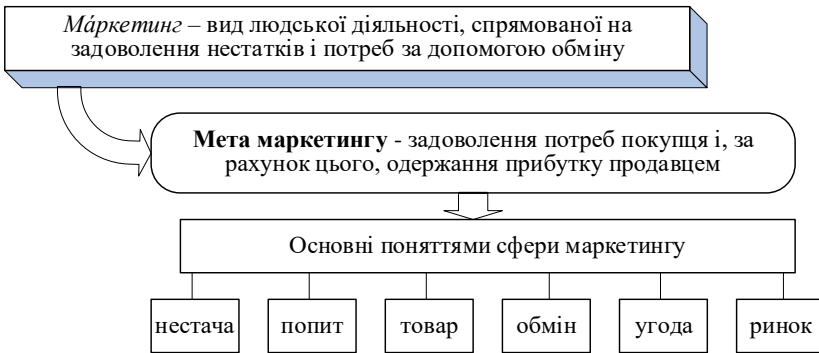 Ма́ркетинг – вид людської діяльності, спрямованої на
задоволення нестатків і потреб за допомогою обміну
Мета маркетингу - задоволення потреб покупця і, за
рахунок цього, одержання прибутку продавцем
Основні поняттями сфери маркетингу
нестача попит товар обмін угода ринок